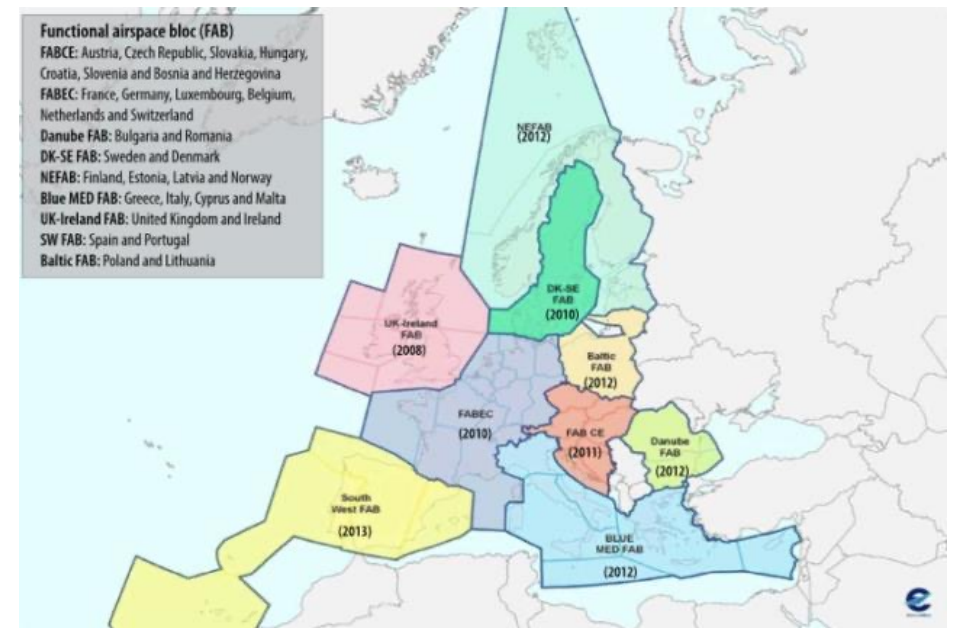 Functional airspace bloc (FAB)
FABCE: Austria, Czech Republic, Slovakia, Hungary,
Croatia, Slovenia and Bosnia and Herzegovina
FABEC: France, Germany, Luxembourg, Belgium,
Netherlands and Switzerland
Danube FAB: Bulgaria and Romania
DK-SE FAB: Sweden and Denmark
NEFAB: Finland, Estonia, Latvia and Norway
Blue MED FAB: Greece, Italy, Cyprus and Malta
UK-Ireland FAB: United Kingdom and Ireland
SW FAB: Spain and Portugal
Baltic FAB: Poland and Lithuania
NEFAB
(2012)
DK-SE
FAB
(2010)
UK-Ireland
FAB
(2008)
Baltic
FAB
(2012)
FABEC
(2010)
FAB CE
(2011)
Danube
FAB
(2012)
South
West FAB
(2013)
BLUE
MED FAB
(2012)